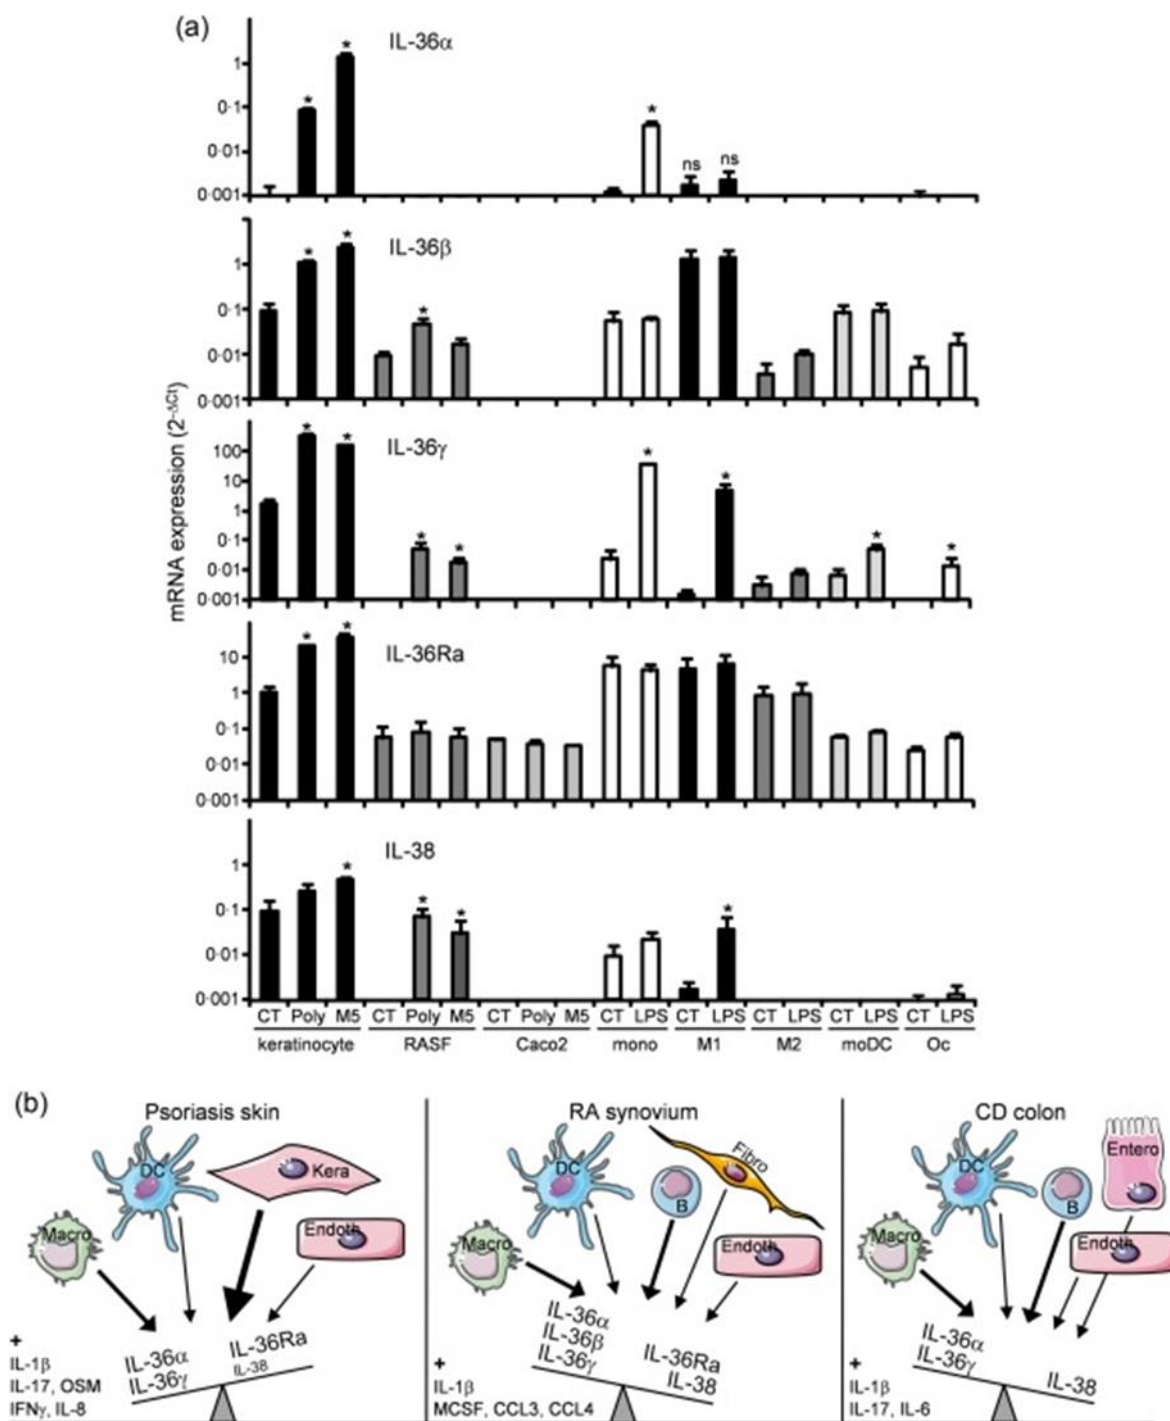 (a)
IL-36α
1
0·1
0·01
0·001
* * * ns ns
IL-36β
1
0·1
0·01
0·001
* * *
mRNA expression (2⁻ΔCt)
IL-36γ
100
10
1
0·1
0·01
0·001
* * * * * * * *
IL-36Ra
10
1
0·1
0·01
0·001
* *
IL-38
1
0·1
0·01
0·001
* * * *
CT Poly M5 CT Poly M5 CT Poly M5 CT LPS CT LPS CT LPS CT LPS CT LPS
keratinocyte RASF Caco2 mono M1 M2 moDC Oc
(b)
Psoriasis skin
DC
Kera
Macro
Endoth
+
IL-1β
IL-17, OSM
IFNγ, IL-8
IL-36α
IL-36γ
IL-36Ra
IL-38
RA synovium
DC
B
Fibro
Macro
Endoth
+
IL-1β
MCSF, CCL3, CCL4
IL-36α
IL-36β
IL-36γ
IL-36Ra
IL-38
CD colon
DC
B
Entero
Macro
Endoth
+
IL-1β
IL-17, IL-6
IL-36α
IL-36γ
IL-38